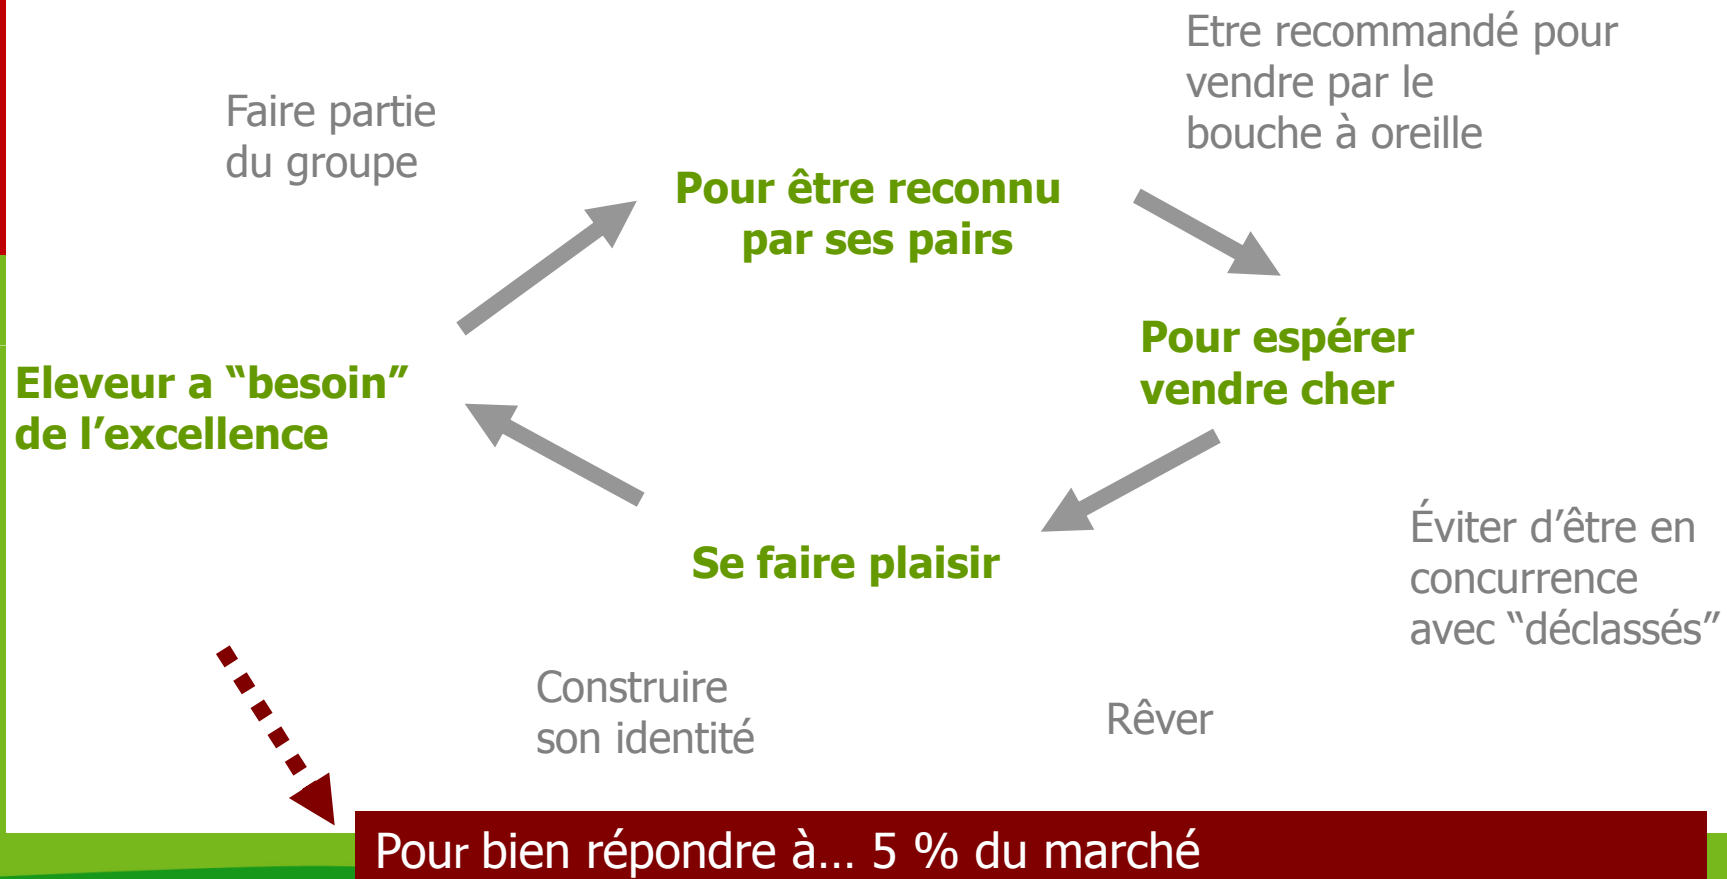 Etre recommandé pour
vendre par le
bouche à oreille
Faire partie
du groupe
Pour être reconnu
par ses pairs
Pour espérer
vendre cher
Eleveur a “besoin”
de l’excellence
Se faire plaisir
Éviter d’être en
concurrence
avec “déclassés”
Construire
son identité
Rêver
Pour bien répondre à… 5 % du marché